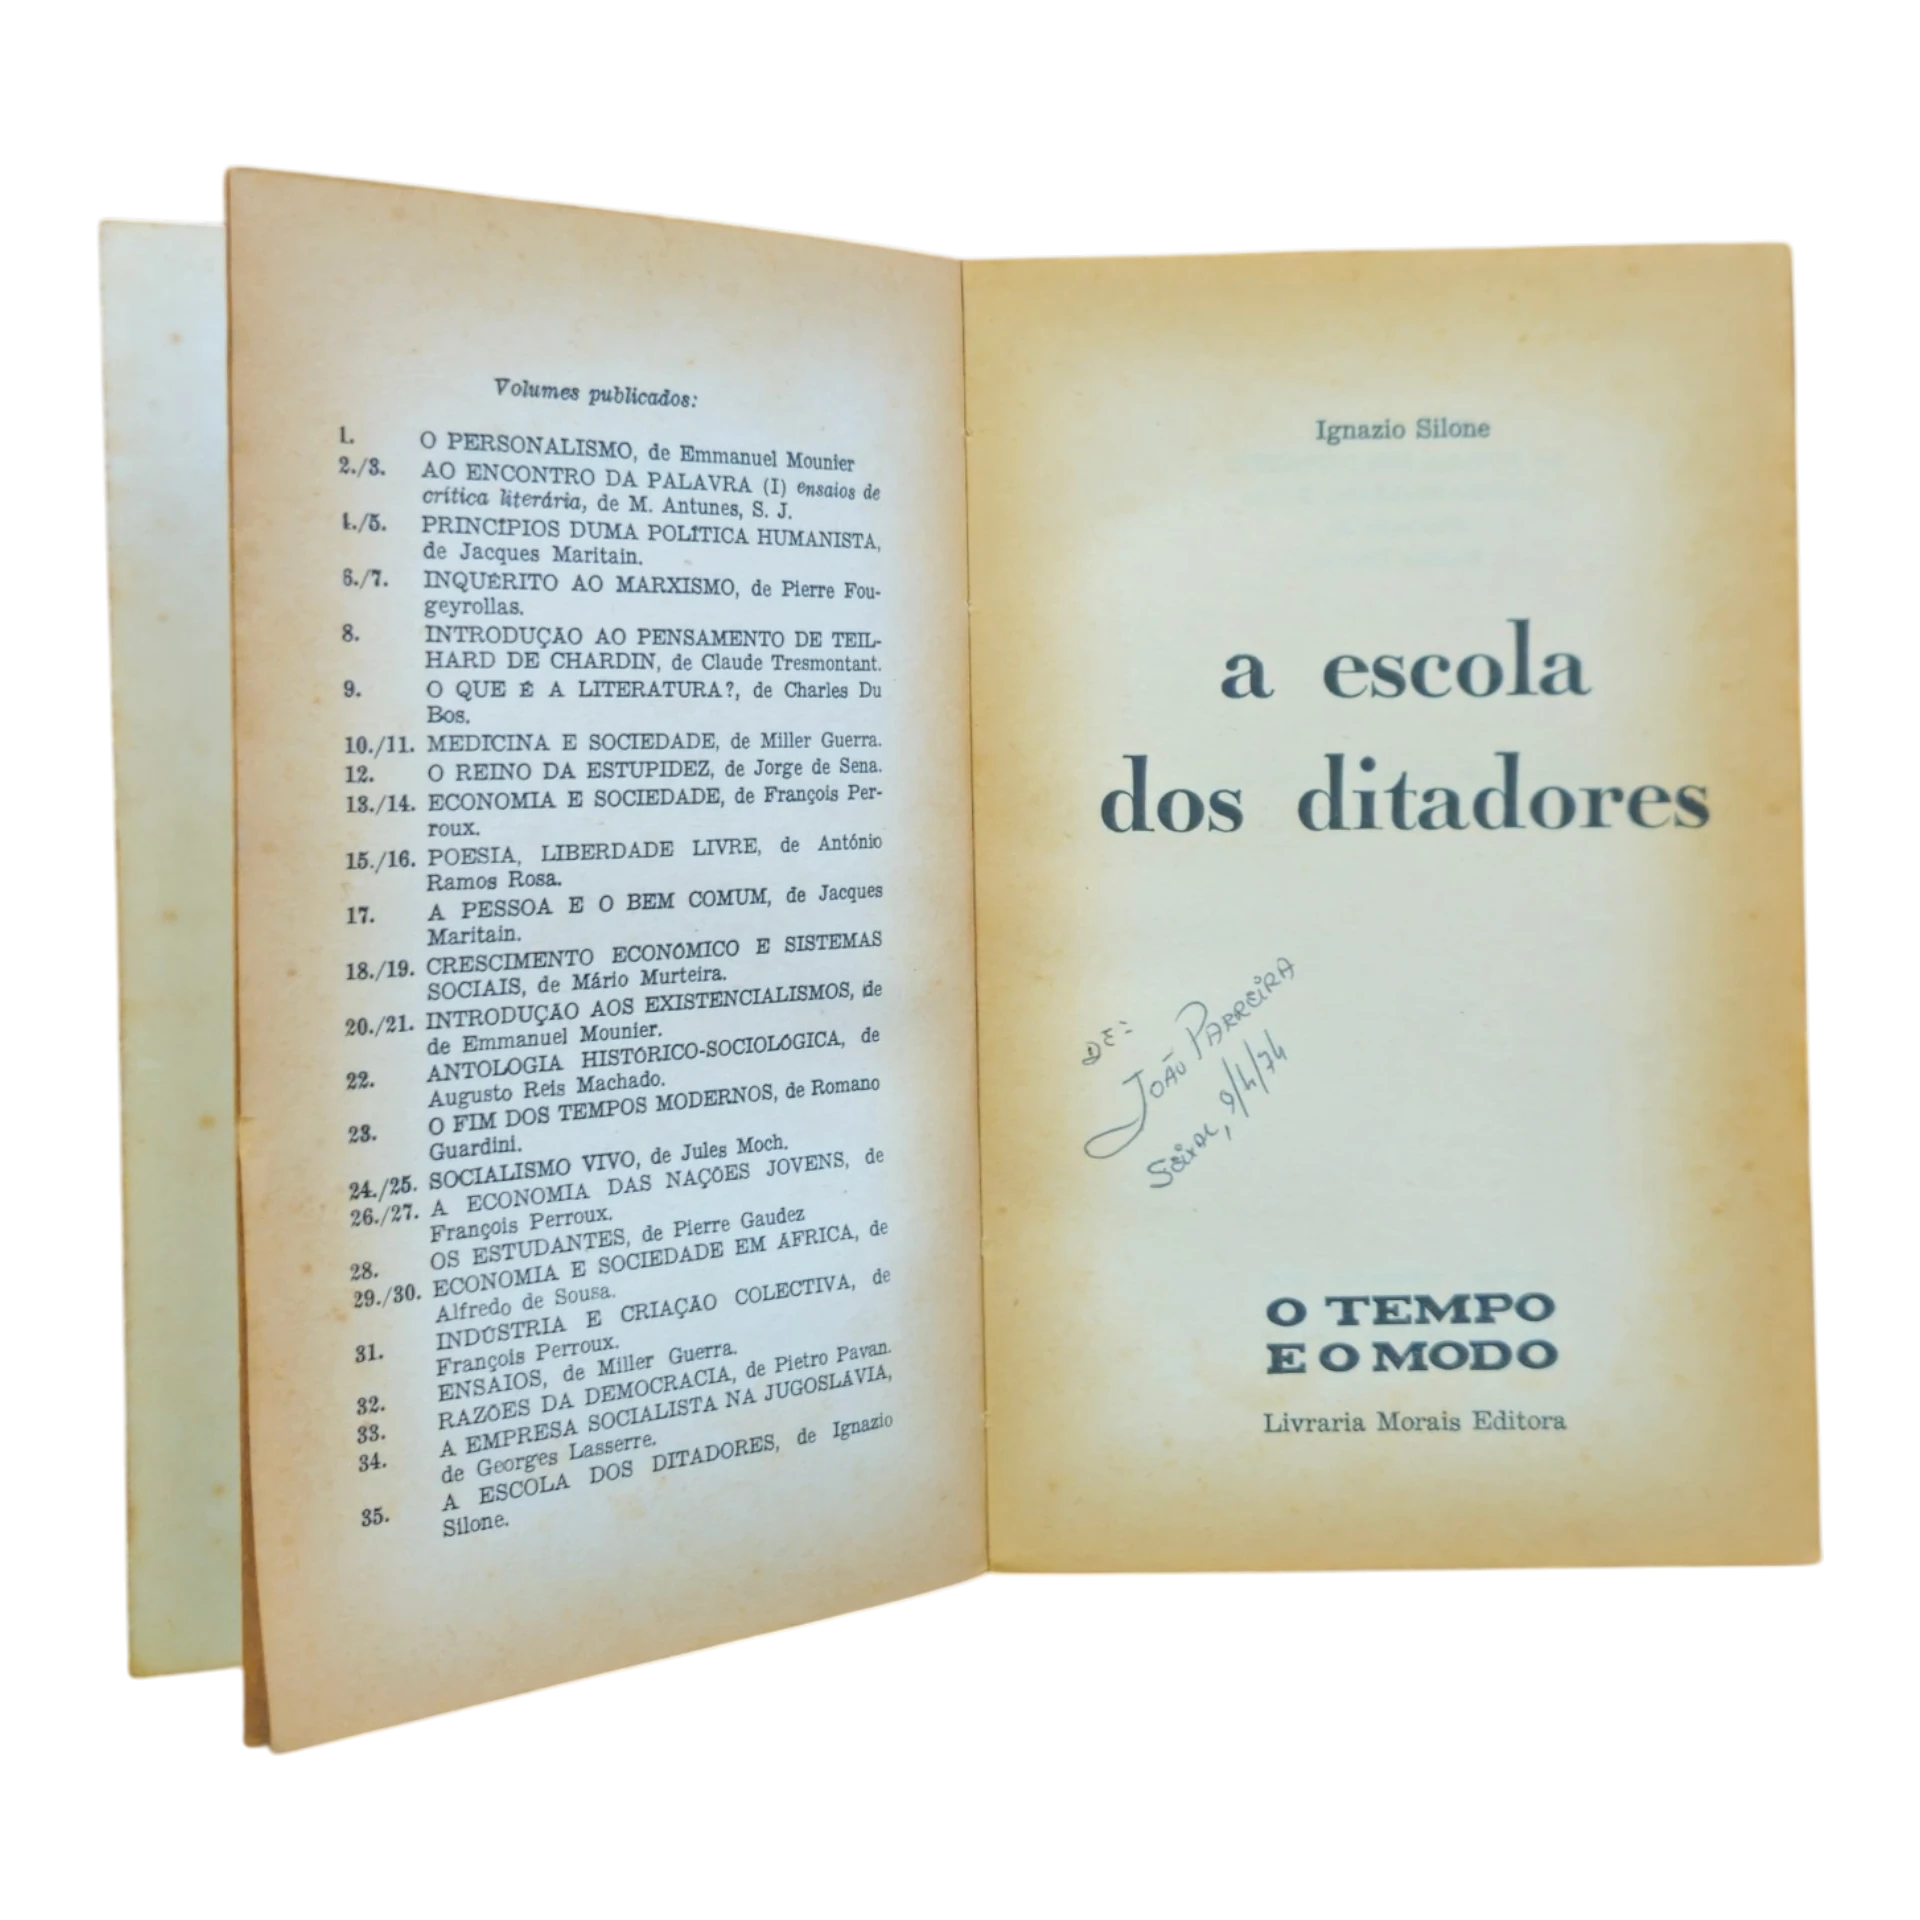 Volumes publicados:
1. O PERSONALISMO, de Emmanuel Mounier
2./3. AO ENCONTRO DA PALAVRA (I) ensaios de
crítica literária, de M. Antunes, S. J.
4./5. PRINCÍPIOS DUMA POLÍTICA HUMANISTA,
de Jacques Maritain.
6./7. INQUÉRITO AO MARXISMO, de Pierre Fou-
geyrollas.
8. INTRODUÇÃO AO PENSAMENTO DE TEIL-
HARD DE CHARDIN, de Claude Tresmontant.
9. O QUE É A LITERATURA?, de Charles Du
Bos.
10./11. MEDICINA E SOCIEDADE, de Miller Guerra.
12. O REINO DA ESTUPIDEZ, de Jorge de Sena.
13./14. ECONOMIA E SOCIEDADE, de François Per-
roux.
15./16. POESIA, LIBERDADE LIVRE, de António
Ramos Rosa.
17. A PESSOA E O BEM COMUM, de Jacques
Maritain.
18./19. CRESCIMENTO ECONÓMICO E SISTEMAS
SOCIAIS, de Mário Murteira.
20./21. INTRODUÇÃO AOS EXISTENCIALISMOS, de
de Emmanuel Mounier.
22. ANTOLOGIA HISTÓRICO-SOCIOLÓGICA, de
Augusto Reis Machado.
23. O FIM DOS TEMPOS MODERNOS, de Romano
Guardini.
24./25. SOCIALISMO VIVO, de Jules Moch.
26./27. A ECONOMIA DAS NAÇÕES JOVENS, de
François Perroux.
28. OS ESTUDANTES, de Pierre Gaudez
29./30. ECONOMIA E SOCIEDADE EM ÁFRICA, de
Alfredo de Sousa.
31. INDÚSTRIA E CRIAÇÃO COLECTIVA, de
François Perroux.
32. ENSAIOS, de Miller Guerra.
33. RAZÕES DA DEMOCRACIA, de Pietro Pavan.
34. A EMPRESA SOCIALISTA NA JUGOSLÁVIA,
de Georges Lasserre.
35. A ESCOLA DOS DITADORES, de Ignazio
Silone.
Ignazio Silone
a escola
dos ditadores
DE:
JOÃO PARREIRA
Seixal, 9/4/74
O TEMPO
E O MODO
Livraria Morais Editora